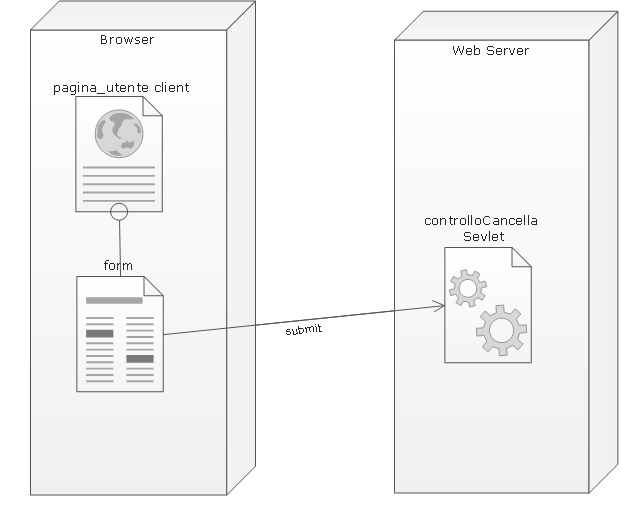 Browser
Web Server
pagina_utente client
controlloCancella
Sevlet
form
submit